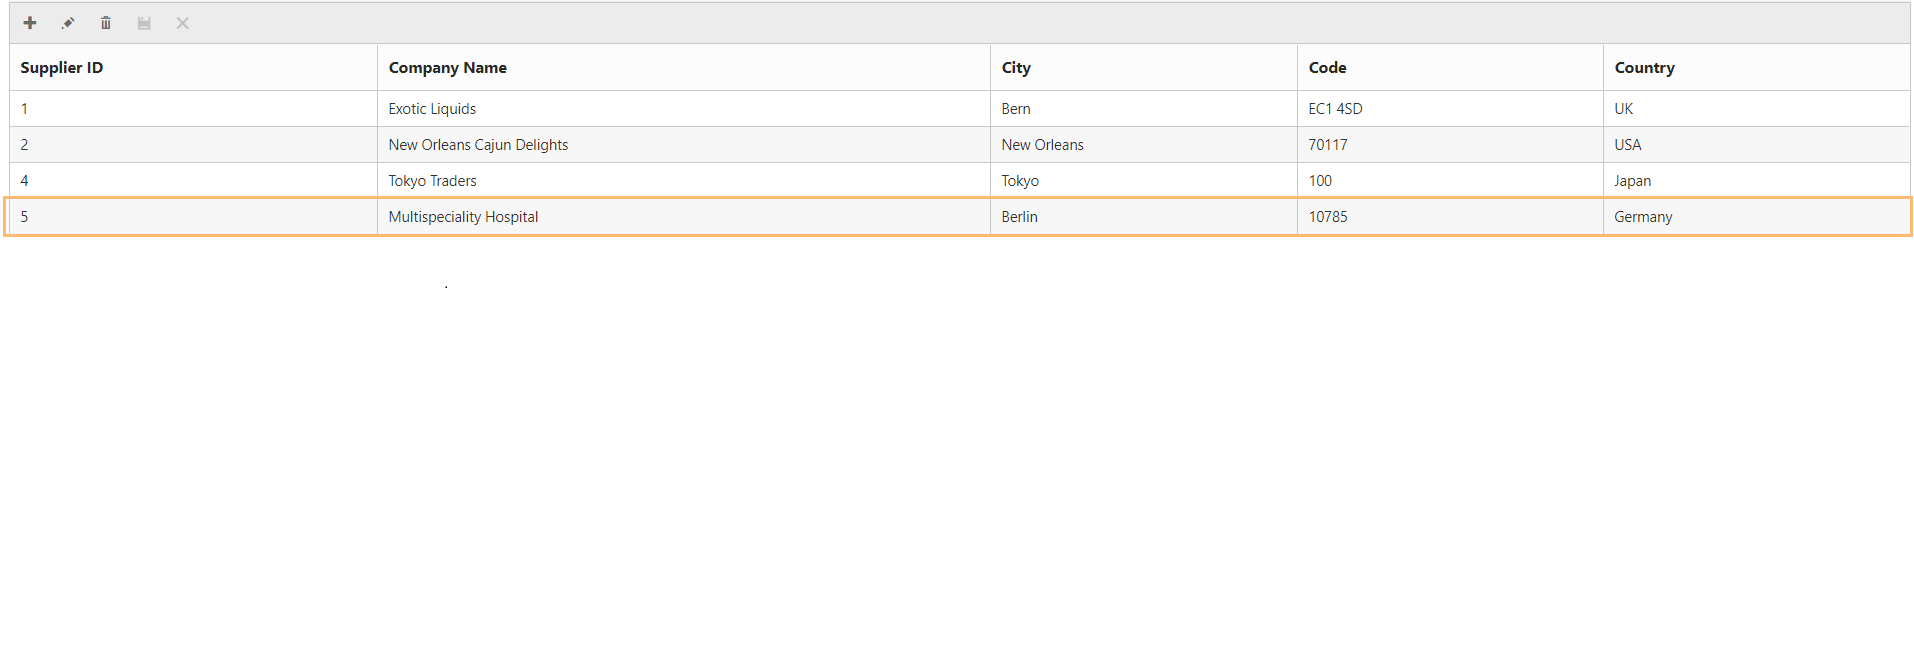 Supplier ID Company Name City Code Country
1 Exotic Liquids Bern EC1 4SD UK
2 New Orleans Cajun Delights New Orleans 70117 USA
4 Tokyo Traders Tokyo 100 Japan
5 Multispeciality Hospital Berlin 10785 Germany
.